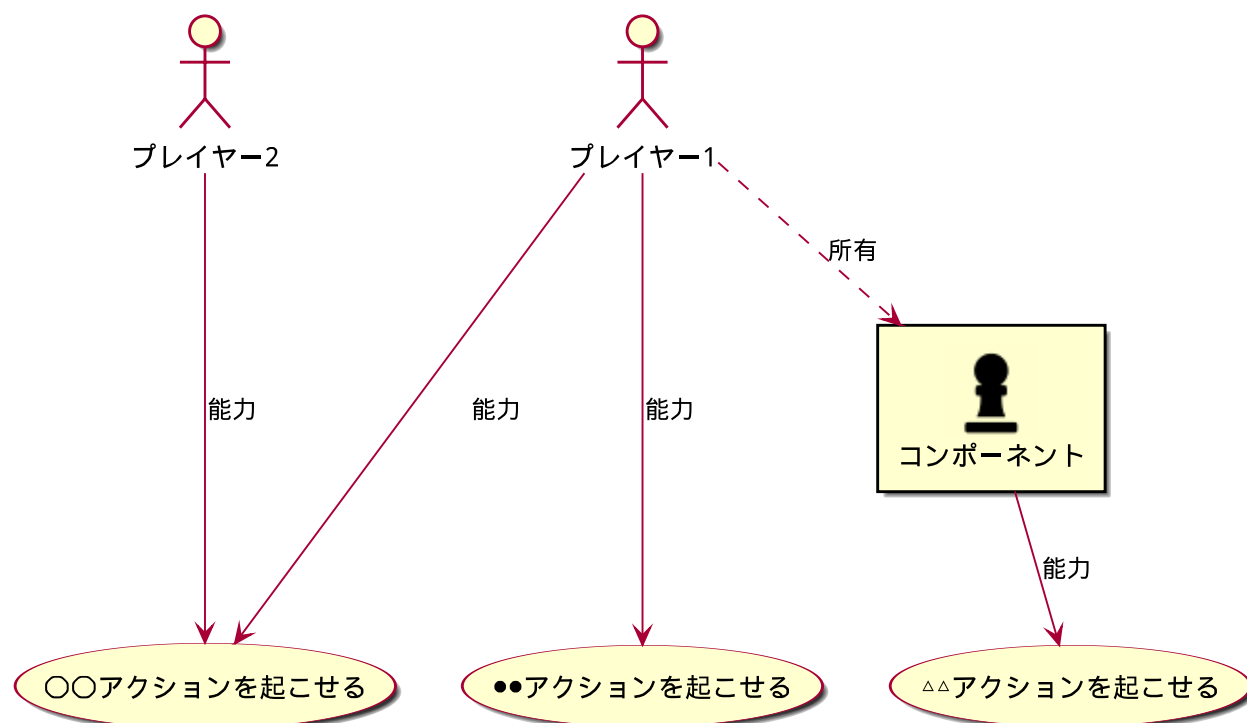 プレイヤー2
プレイヤー1
所有
能力
能力
能力
コンポーネント
能力
○○アクションを起こせる
●●アクションを起こせる
△△アクションを起こせる